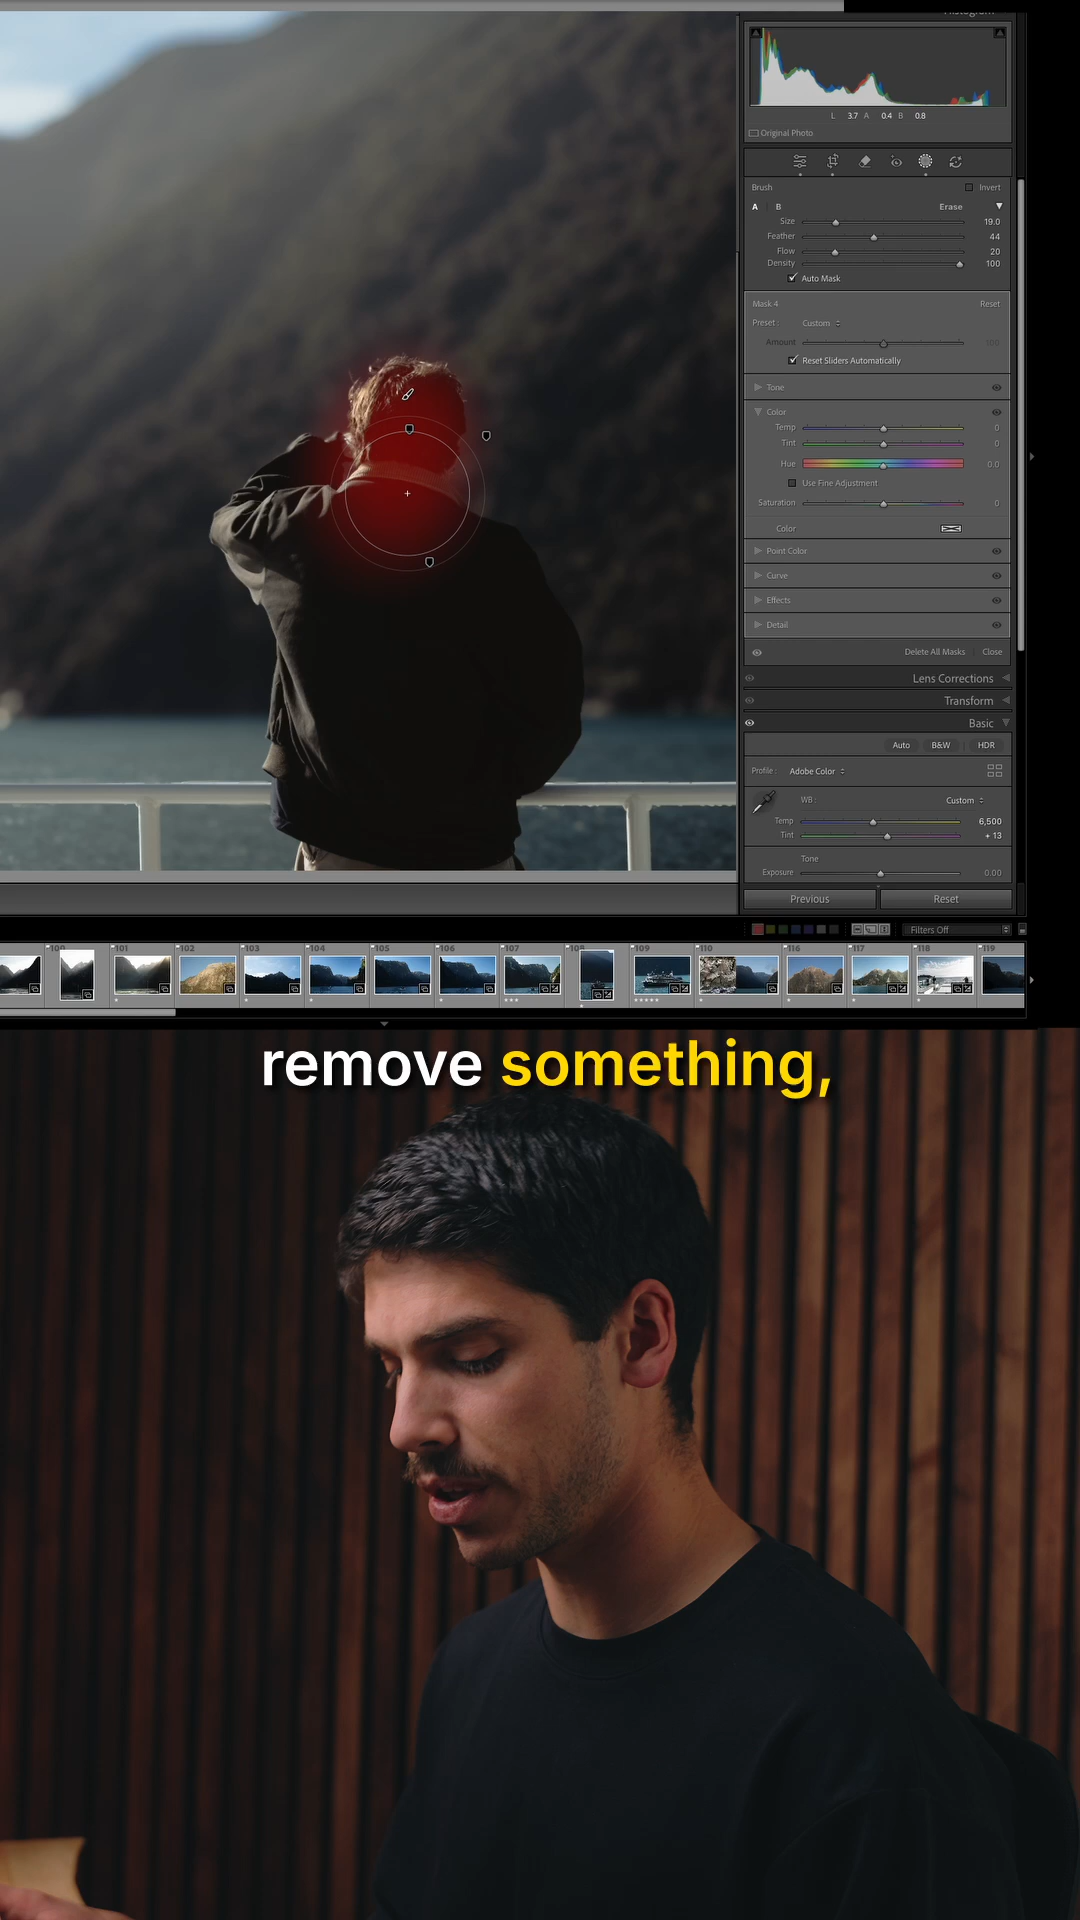 Histogram
L 3.7 A 0.4 B 0.8
Original Photo
Brush Invert
A B Erase
Size 19.0
Feather 44
Flow 20
Density 100
Auto Mask
Mask 4 Reset
Preset : Custom
Amount 100
Reset Sliders Automatically
Tone
Color
Temp 0
Tint 0
Hue 0.0
Use Fine Adjustment
Saturation 0
Color
Point Color
Curve
Effects
Detail
Delete All Masks Close
Lens Corrections
Transform
Basic
Auto B&W HDR
Profile : Adobe Color
WB : Custom
Temp 6,500
Tint + 13
Tone
Exposure 0.00
Previous Reset
Filters Off
100 101 102 103 104 105 106 107 108 109 110 116 117 118 119
remove something,